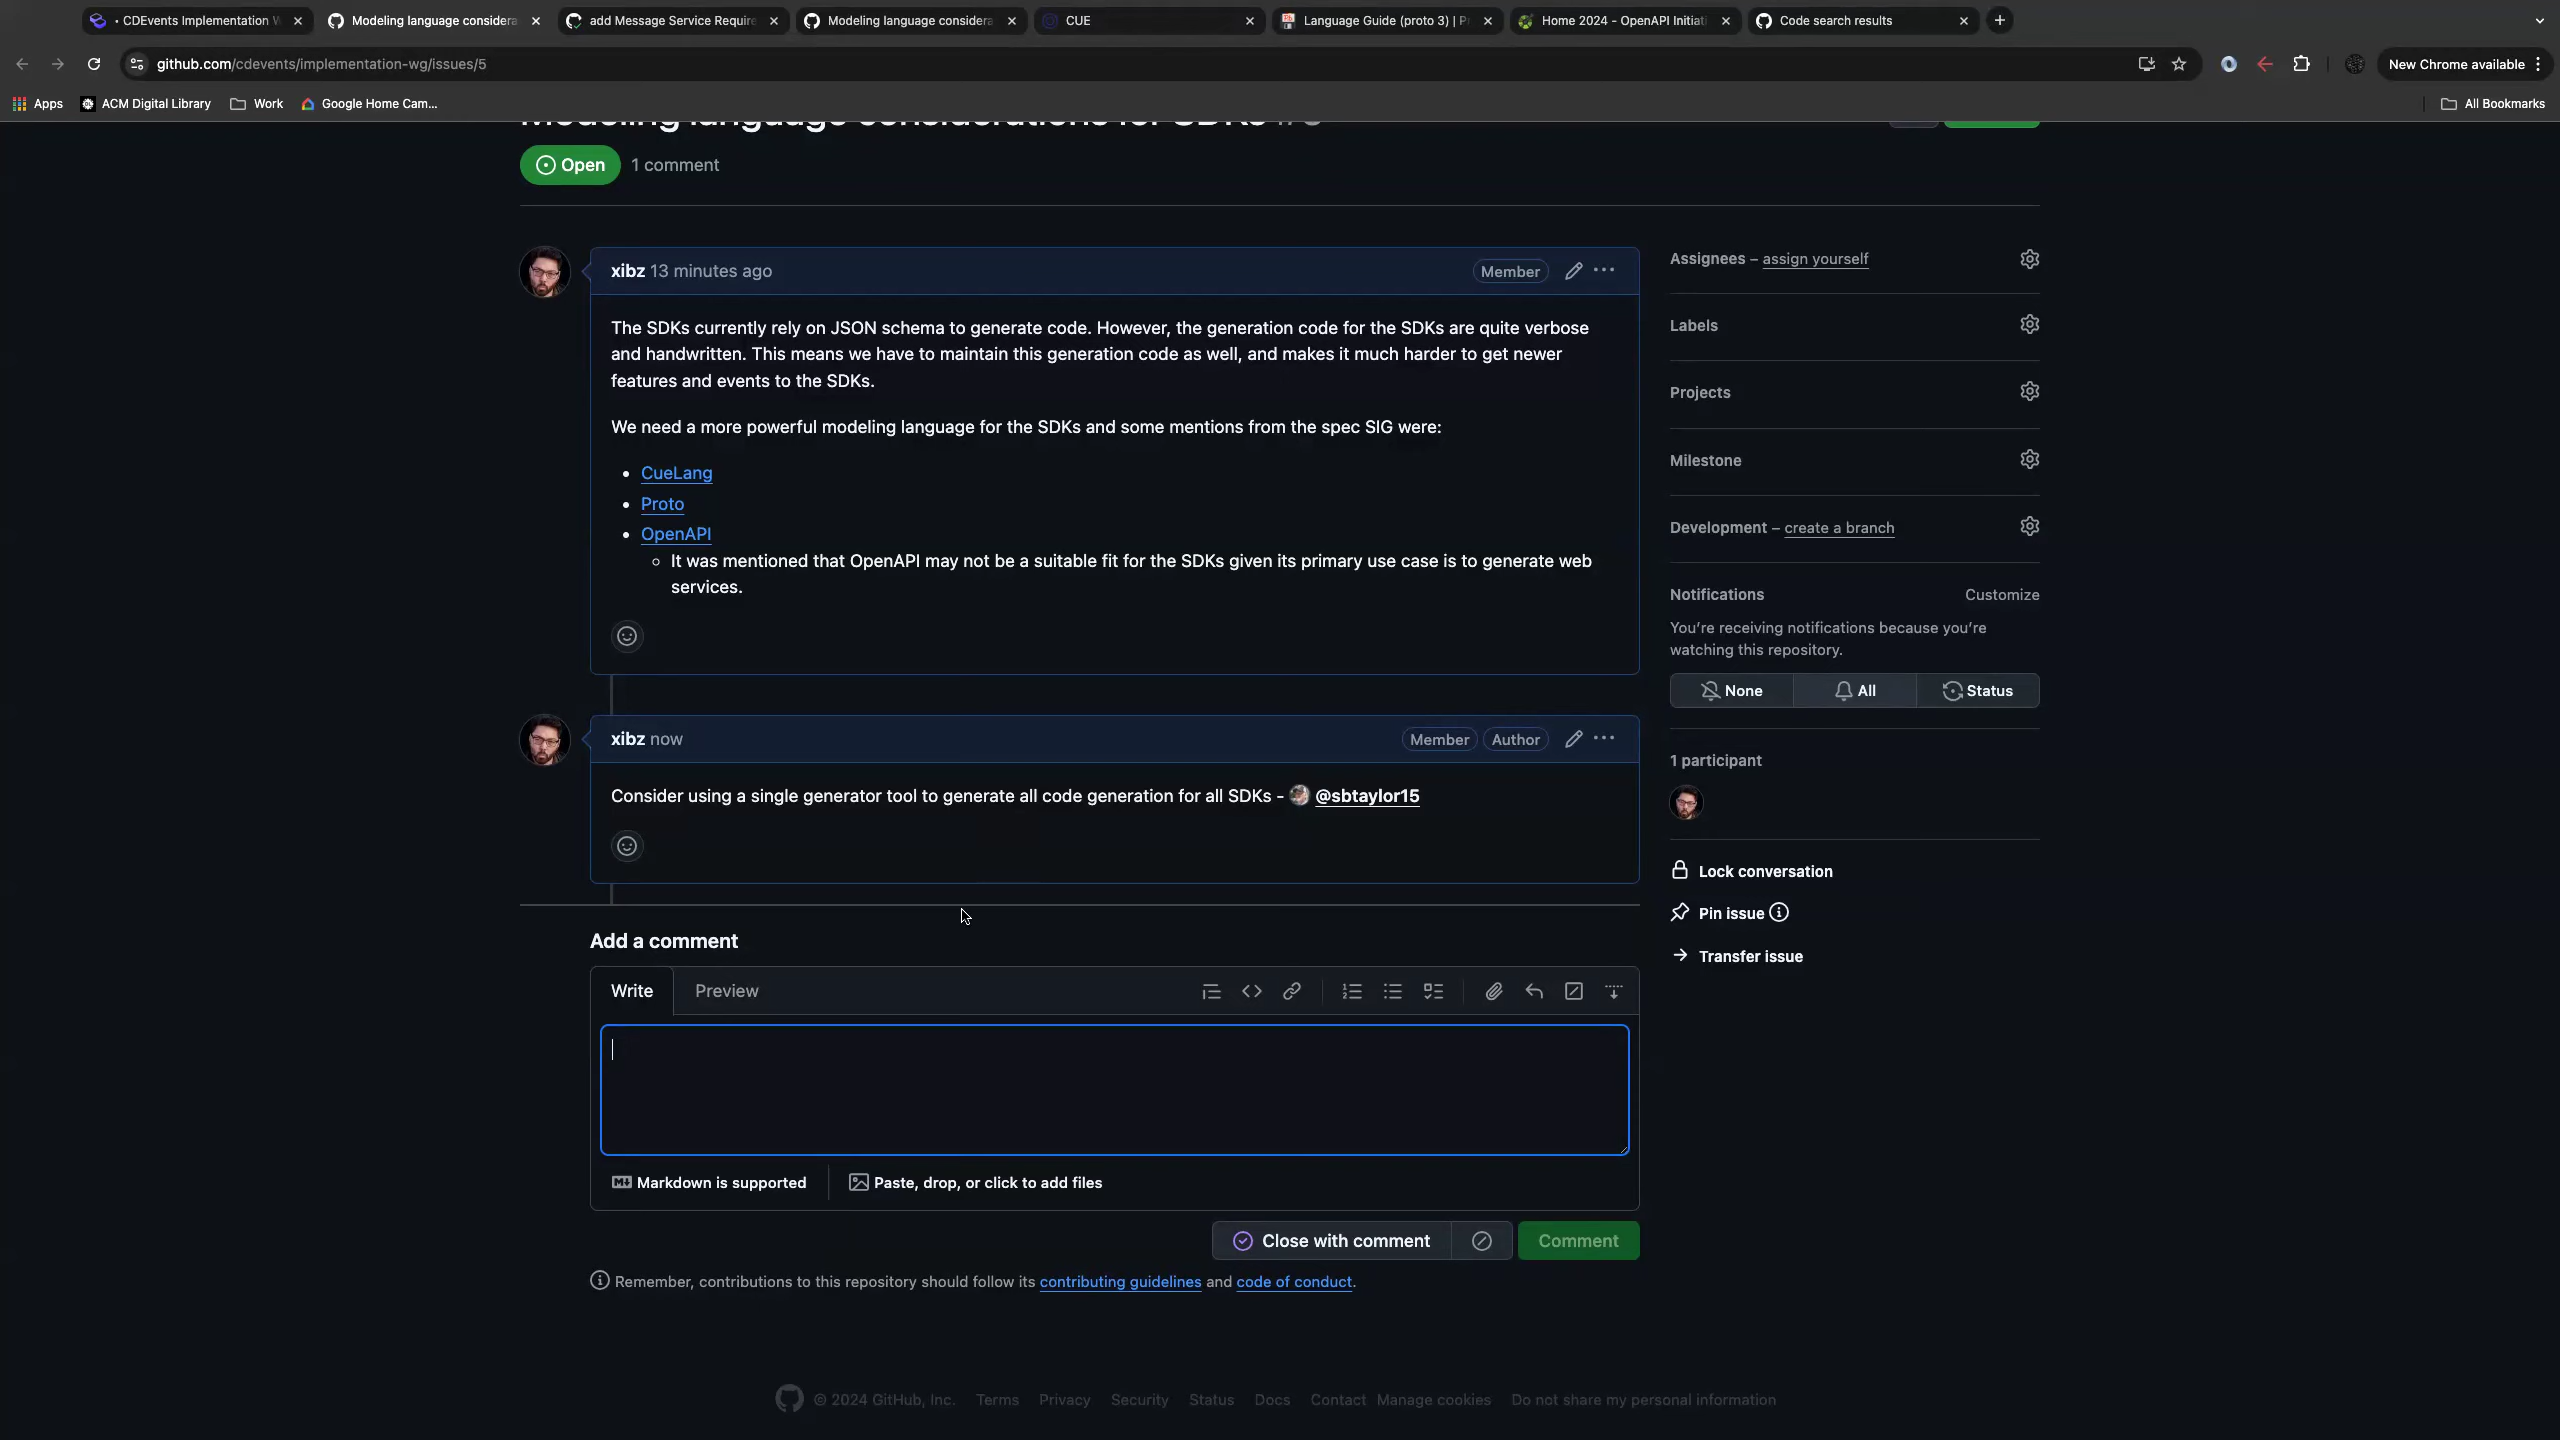 • CDEvents Implementation W
Modeling language considera
add Message Service Require
Modeling language considera
CUE
Language Guide (proto 3) | P
Home 2024 - OpenAPI Initiati
Code search results
github.com/cdevents/implementation-wg/issues/5
New Chrome available
Apps
ACM Digital Library
Work
Google Home Cam...
All Bookmarks
Modeling language considerations for SDKs #5
Open
1 comment
xibz 13 minutes ago
Member
The SDKs currently rely on JSON schema to generate code. However, the generation code for the SDKs are quite verbose
and handwritten. This means we have to maintain this generation code as well, and makes it much harder to get newer
features and events to the SDKs.
We need a more powerful modeling language for the SDKs and some mentions from the spec SIG were:
• CueLang
• Proto
• OpenAPI
◦ It was mentioned that OpenAPI may not be a suitable fit for the SDKs given its primary use case is to generate web
services.
xibz now
Member
Author
Consider using a single generator tool to generate all code generation for all SDKs - @sbtaylor15
Add a comment
Write
Preview
Markdown is supported
Paste, drop, or click to add files
Close with comment
Comment
Remember, contributions to this repository should follow its contributing guidelines and code of conduct.
Assignees – assign yourself
Labels
Projects
Milestone
Development – create a branch
Notifications
Customize
You're receiving notifications because you're
watching this repository.
None
All
Status
1 participant
Lock conversation
Pin issue
Transfer issue
© 2024 GitHub, Inc.
Terms
Privacy
Security
Status
Docs
Contact
Manage cookies
Do not share my personal information